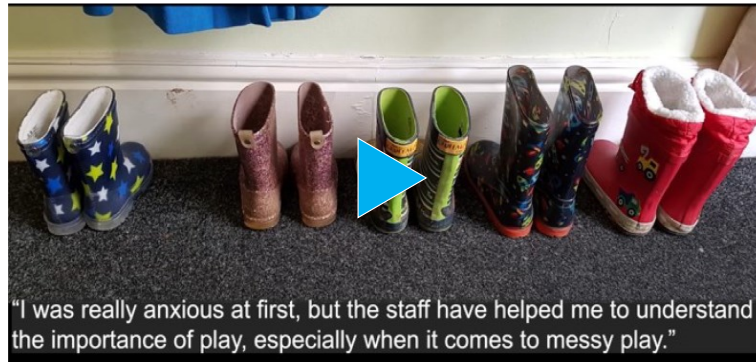 “I was really anxious at first, but the staff have helped me to understand
the importance of play, especially when it comes to messy play.”